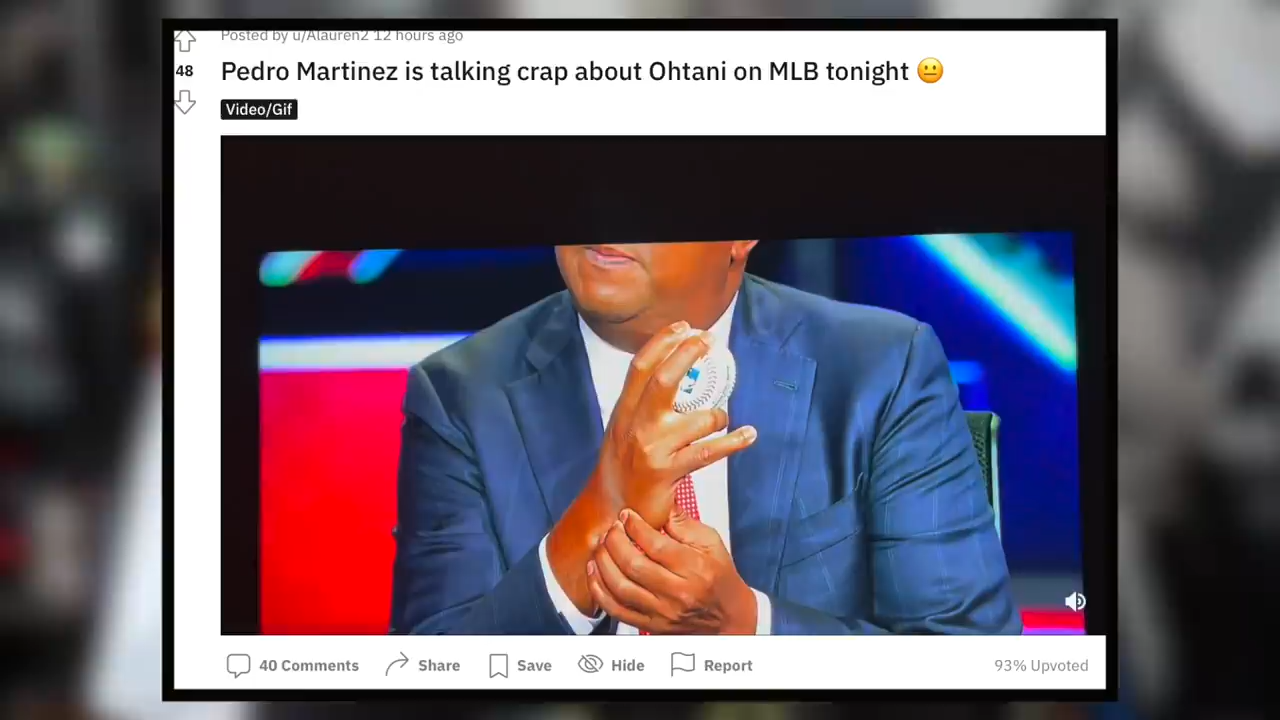 Posted by u/Alauren2 12 hours ago
48
Pedro Martinez is talking crap about Ohtani on MLB tonight 😐
Video/Gif
40 Comments Share Save Hide Report 93% Upvoted